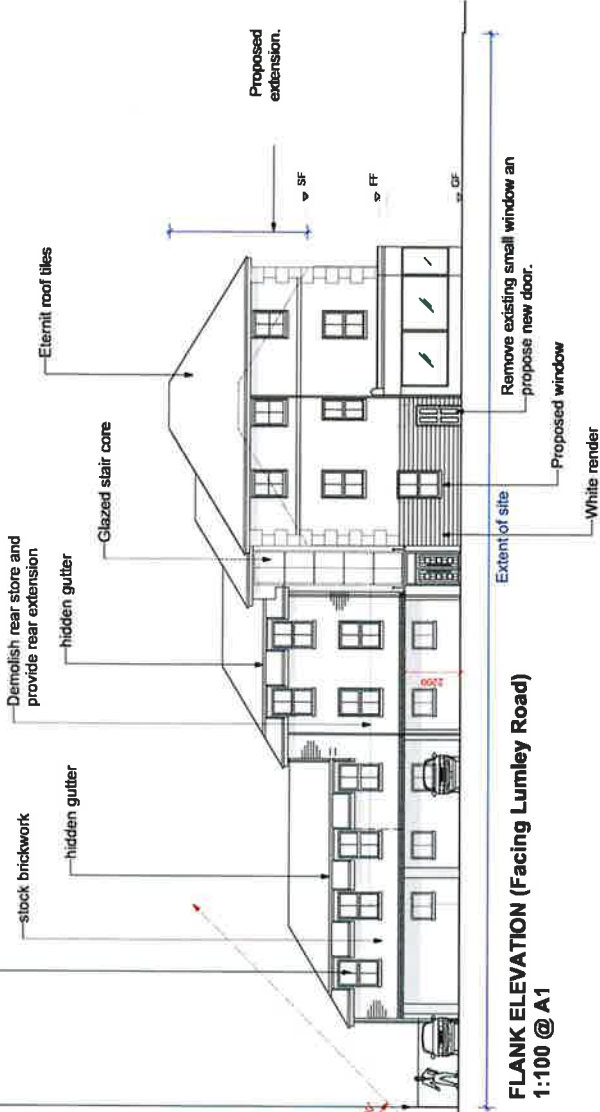 stock brickwork
hidden gutter
Demolish rear store and
provide rear extension
hidden gutter
Glazed stair core
Eternit roof tiles
Proposed
extension.
SF
FF
GF
2200
Extent of site
Remove existing small window an
propose new door.
Proposed window
White render
FLANK ELEVATION (Facing Lumley Road)
1:100 @ A1